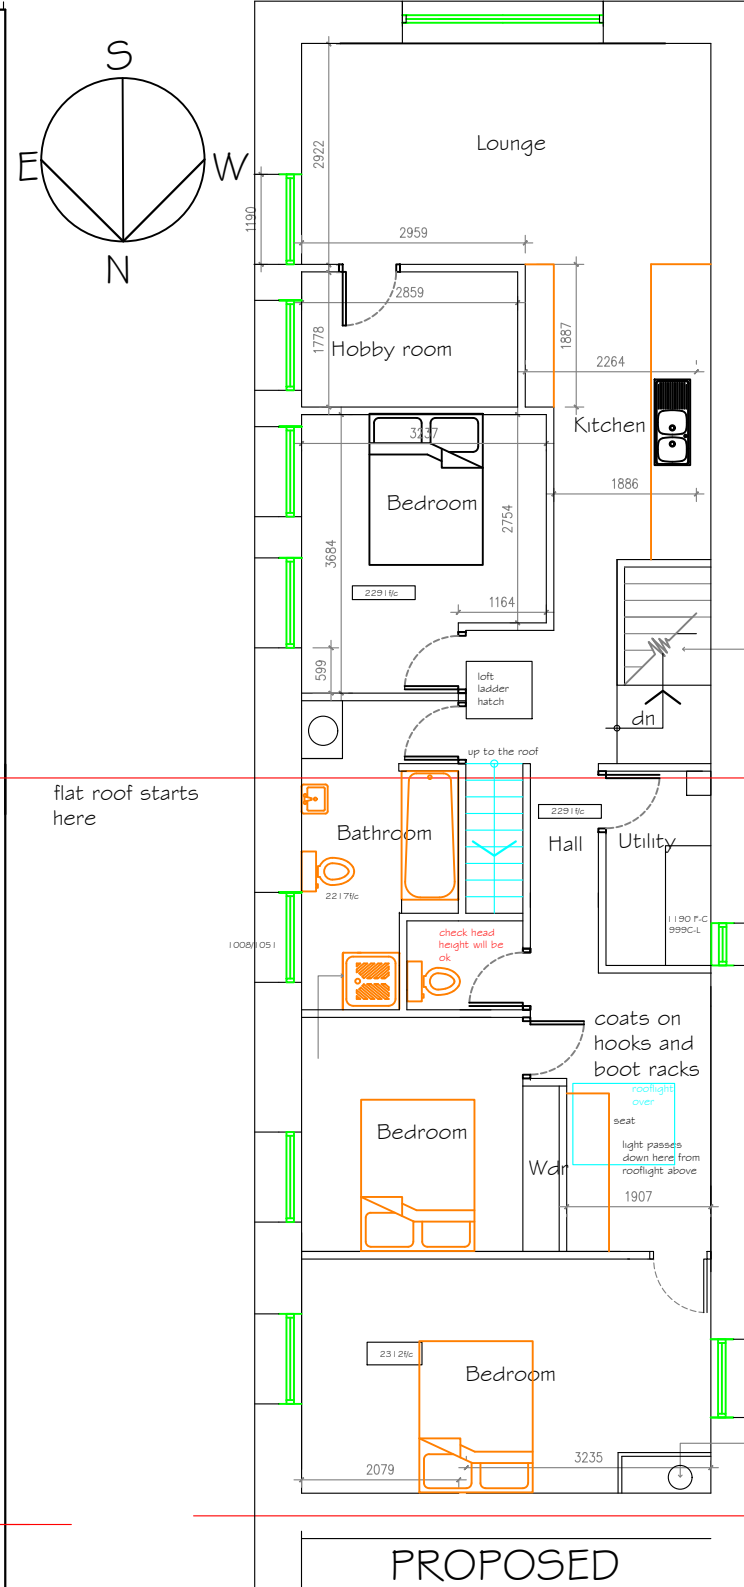 S
E
W
N
Lounge
2922
1190
2959
2859
1778
Hobby room
1887
2264
Kitchen
3237
Bedroom
1886
2754
3684
2291f/c
1164
599
loft
ladder
hatch
dn
up to the roof
flat roof starts
here
2291f/c
Bathroom
Hall
Utility
2217f/c
1190 F-C
999C-L
check head
height will be
ok
1008/1051
coats on
hooks and
boot racks
rooflight
over
seat
Bedroom
light passes
down here from
rooflight above
Wdr
1907
2312f/c
Bedroom
2079
3235
PROPOSED